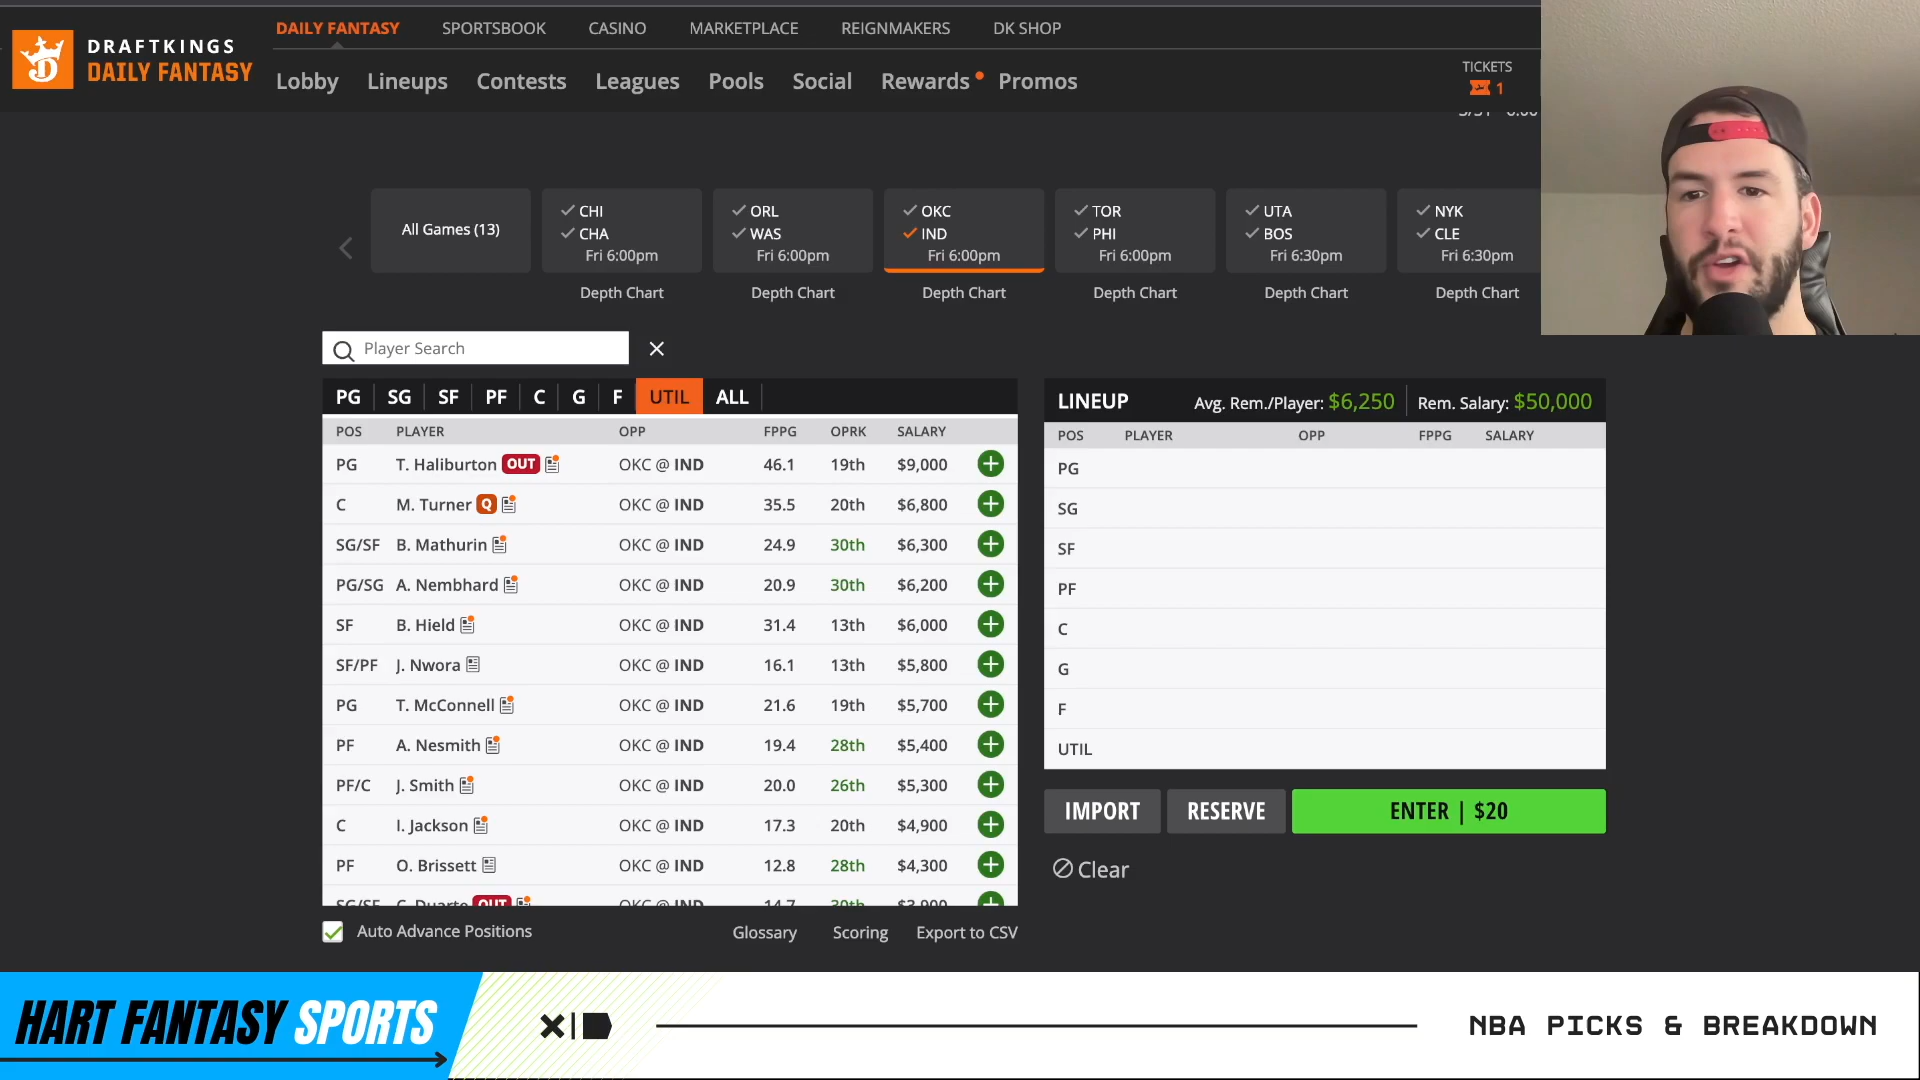 DAILY FANTASY SPORTSBOOK CASINO MARKETPLACE REIGNMAKERS DK SHOP
DRAFTKINGS
DAILY FANTASY
Lobby Lineups Contests Leagues Pools Social Rewards Promos
TICKETS
1
All Games (13)
CHI
CHA
Fri 6:00pm
Depth Chart
ORL
WAS
Fri 6:00pm
Depth Chart
OKC
IND
Fri 6:00pm
Depth Chart
TOR
PHI
Fri 6:00pm
Depth Chart
UTA
BOS
Fri 6:30pm
Depth Chart
NYK
CLE
Fri 6:30pm
Depth Chart
Player Search
PG SG SF PF C G F UTIL ALL
POS PLAYER OPP FPPG OPRK SALARY
PG T. Haliburton OUT OKC @ IND 46.1 19th $9,000
C M. Turner Q OKC @ IND 35.5 20th $6,800
SG/SF B. Mathurin OKC @ IND 24.9 30th $6,300
PG/SG A. Nembhard OKC @ IND 20.9 30th $6,200
SF B. Hield OKC @ IND 31.4 13th $6,000
SF/PF J. Nwora OKC @ IND 16.1 13th $5,800
PG T. McConnell OKC @ IND 21.6 19th $5,700
PF A. Nesmith OKC @ IND 19.4 28th $5,400
PF/C J. Smith OKC @ IND 20.0 26th $5,300
C I. Jackson OKC @ IND 17.3 20th $4,900
PF O. Brissett OKC @ IND 12.8 28th $4,300
SG/SF C. Duarte OUT OKC @ IND 14.7 30th $3,900
Auto Advance Positions Glossary Scoring Export to CSV
LINEUP Avg. Rem./Player: $6,250 Rem. Salary: $50,000
POS PLAYER OPP FPPG SALARY
PG
SG
SF
PF
C
G
F
UTIL
IMPORT RESERVE ENTER | $20
Clear
HART FANTASY SPORTS
NBA PICKS & BREAKDOWN